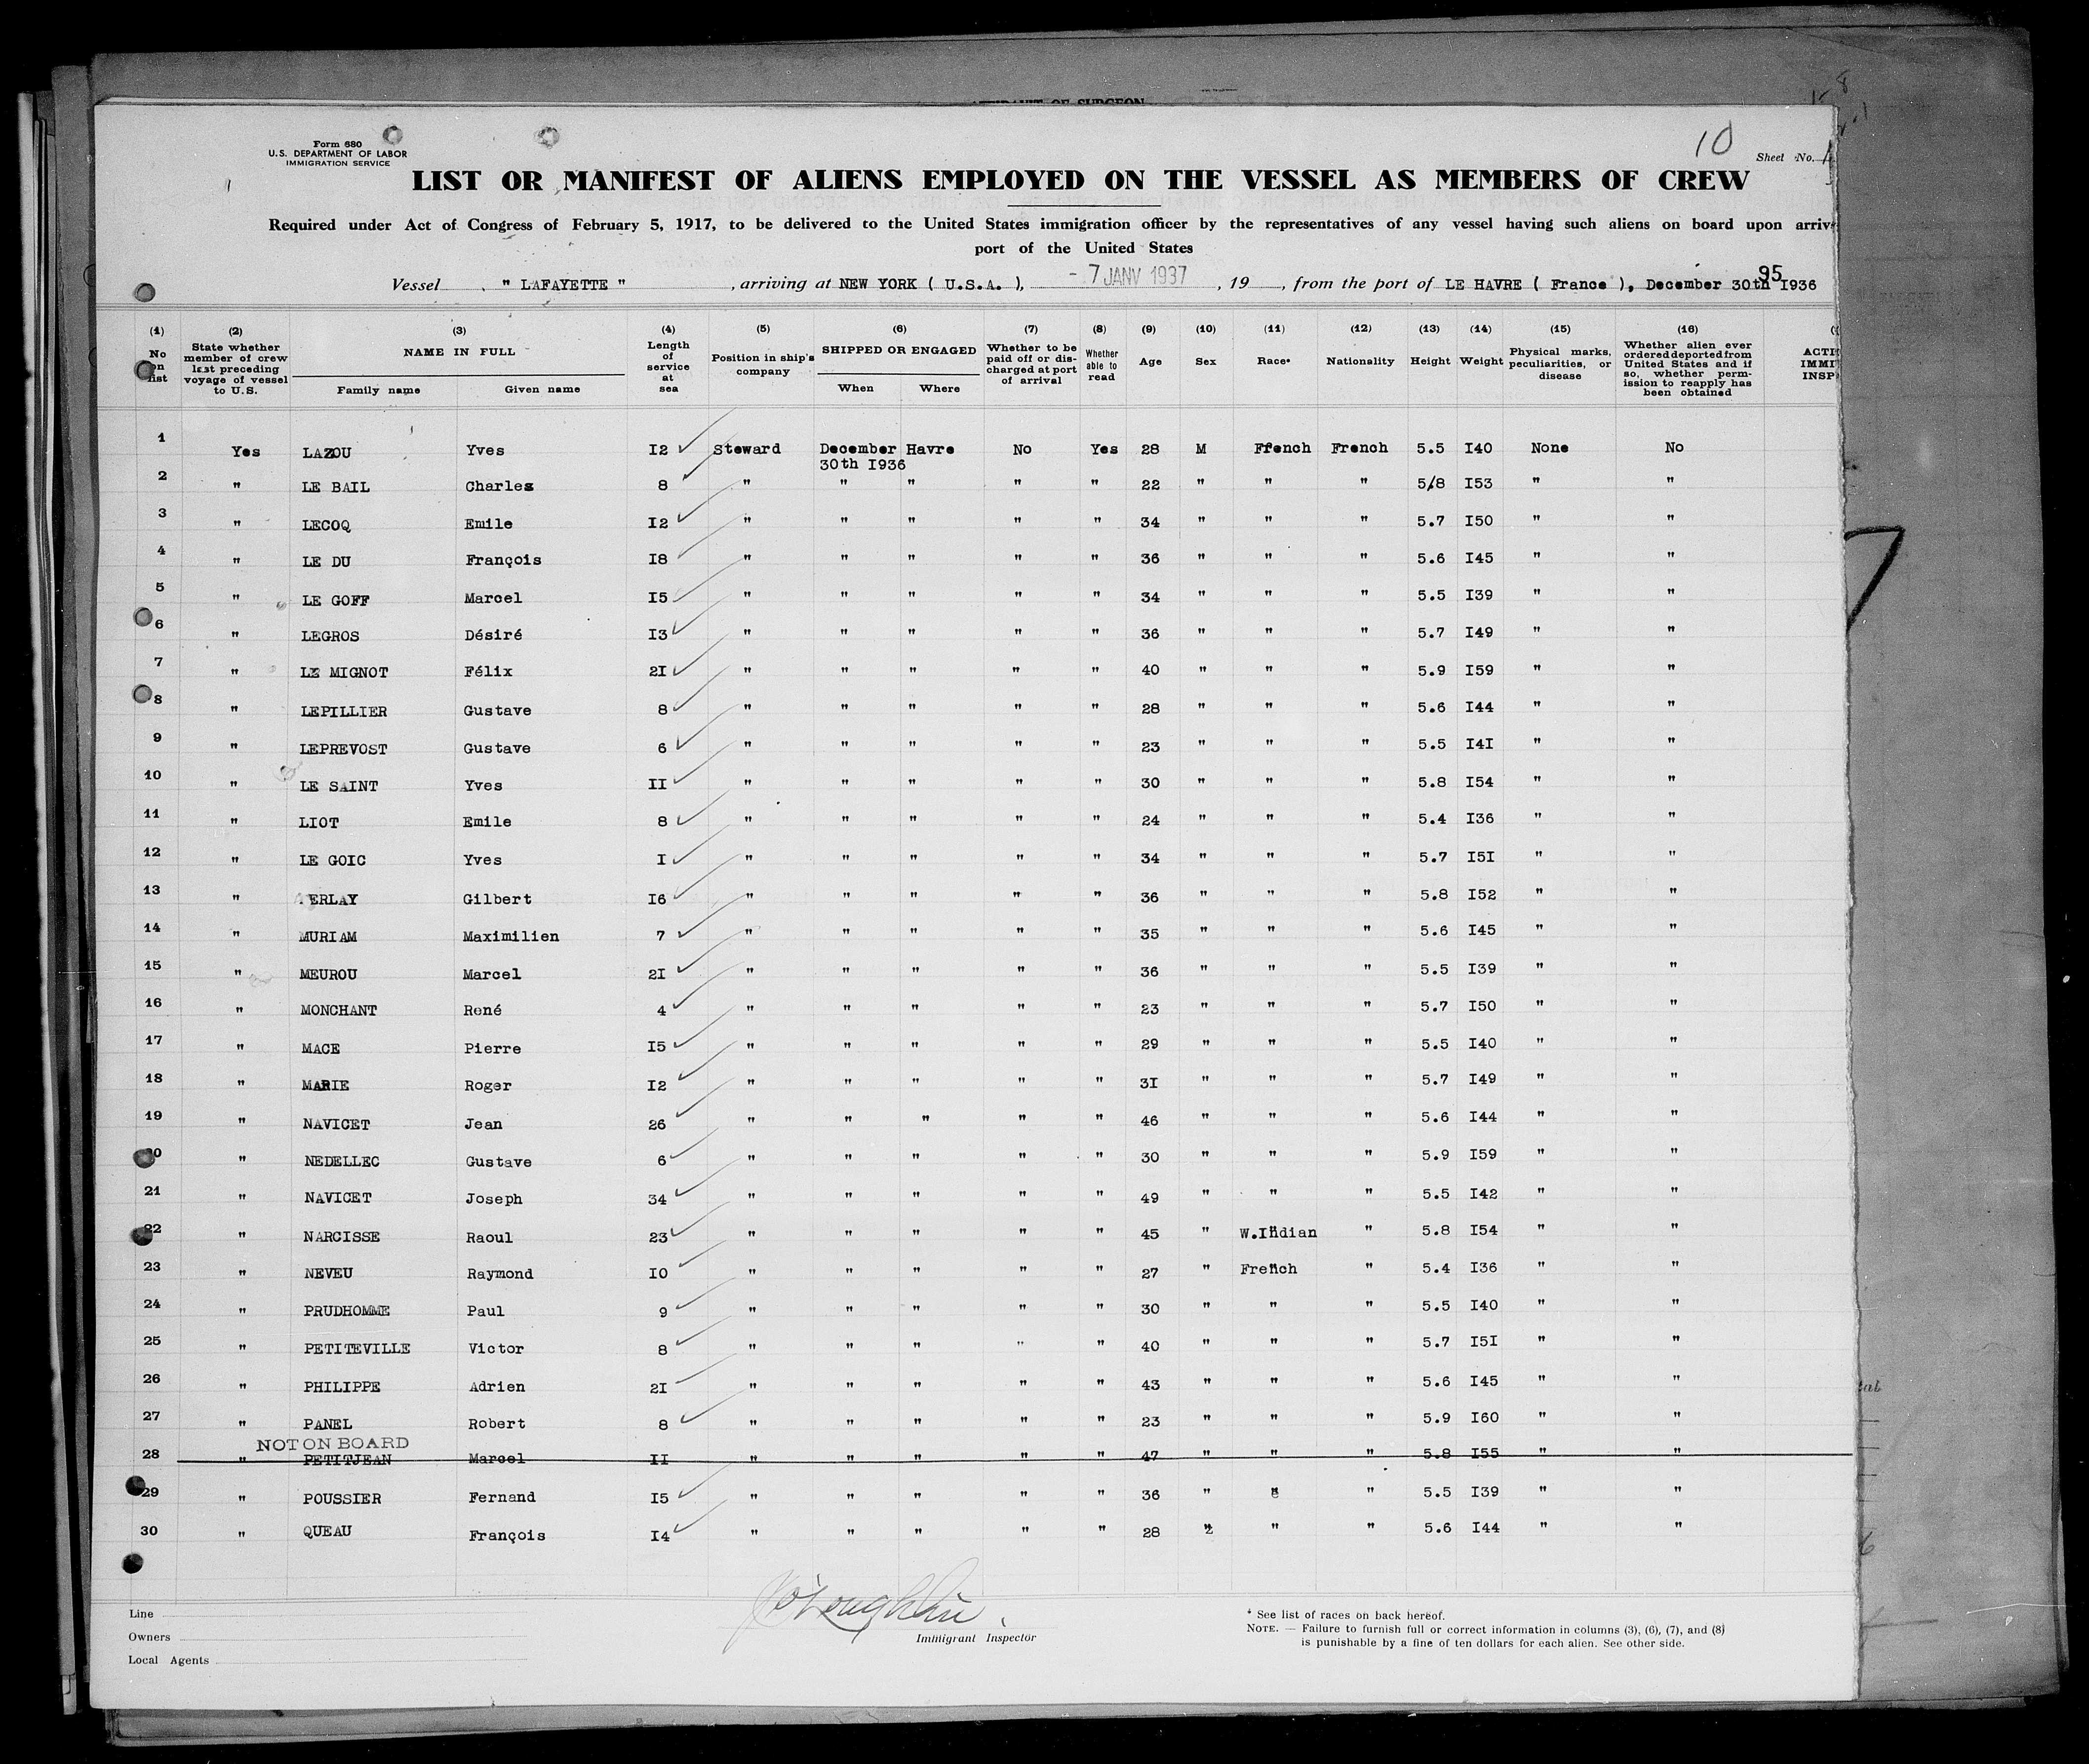 AFFIDAVIT OF SURGEON
Form 680
U.S. DEPARTMENT OF LABOR
IMMIGRATION SERVICE
10
Sheet No.
LIST OR MANIFEST OF ALIENS EMPLOYED ON THE VESSEL AS MEMBERS OF CREW
Required under Act of Congress of February 5, 1917, to be delivered to the United States immigration officer by the representatives of any vessel having such aliens on board upon arriv
port of the United States
95
Vessel " LAFAYETTE " , arriving at NEW YORK ( U.S.A. ), - 7 JANV 1937 , 19 , from the port of LE HAVRE ( France ), December 30th 1936
(1) No on list (2) State whether member of crew last preceding voyage of vessel to U.S. (3) NAME IN FULL Family name Given name (4) Length of service at sea (5) Position in ship's company (6) SHIPPED OR ENGAGED When Where (7) Whether to be paid off or discharged at port of arrival (8) Whether able to read (9) Age (10) Sex (11) Race* (12) Nationality (13) Height (14) Weight (15) Physical marks, peculiarities, or disease (16) Whether alien ever ordered deported from United States and if so, whether permission to reapply has been obtained ACTI IMMI INSP
1 Yes LAZOU Yves I2 Steward December 30th I936 Havre No Yes 28 M Ffench French 5.5 I40 None No
2 " LE BAIL Charles 8 " " " " " 22 " " " 5/8 I53 " "
3 " LECOQ Emile I2 " " " " " 34 " " " 5.7 I50 " "
4 " LE DU François I8 " " " " " 36 " " " 5.6 I45 " "
5 " LE GOFF Marcel I5 " " " " " 34 " " " 5.5 I39 " "
6 " LEGROS Désiré I3 " " " " " 36 " " " 5.7 I49 " "
7 " LE MIGNOT Félix 2I " " " " " 40 " " " 5.9 I59 " "
8 " LEPILLIER Gustave 8 " " " " " 28 " " " 5.6 I44 " "
9 " LEPREVOST Gustave 6 " " " " " 23 " " " 5.5 I4I " "
10 " LE SAINT Yves II " " " " " 30 " " " 5.8 I54 " "
11 " LIOT Emile 8 " " " " " 24 " " " 5.4 I36 " "
12 " LE GOIC Yves I " " " " " 34 " " " 5.7 I5I " "
13 " ERLAY Gilbert I6 " " " " " 36 " " " 5.8 I52 " "
14 " MURIAM Maximilien 7 " " " " " 35 " " " 5.6 I45 " "
15 " MEUROU Marcel 2I " " " " " 36 " " " 5.5 I39 " "
16 " MONCHANT René 4 " " " " " 23 " " " 5.7 I50 " "
17 " MACE Pierre I5 " " " " " 29 " " " 5.5 I40 " "
18 " MARIE Roger I2 " " " " " 3I " " " 5.7 I49 " "
19 " NAVICET Jean 26 " " " " " 46 " " " 5.6 I44 " "
20 " NEDELLEC Gustave 6 " " " " " 30 " " " 5.9 I59 " "
21 " NAVICET Joseph 34 " " " " " 49 " " " 5.5 I42 " "
22 " NARCISSE Raoul 23 " " " " " 45 " W.Indian " 5.8 I54 " "
23 " NEVEU Raymond I0 " " " " " 27 " French " 5.4 I36 " "
24 " PRUDHOMME Paul 9 " " " " " 30 " " " 5.5 I40 " "
25 " PETITEVILLE Victor 8 " " " " " 40 " " " 5.7 I5I " "
26 " PHILIPPE Adrien 2I " " " " " 43 " " " 5.6 I45 " "
27 " PANEL Robert 8 " " " " " 23 " " " 5.9 I60 " "
NOT ON BOARD
28 " PETITJEAN Marcel II " " " " " 47 " " " 5.8 I55 " "
29 " POUSSIER Fernand I5 " " " " " 36 " " " 5.5 I39 " "
30 " QUEAU François I4 " " " " " 28 " " " 5.6 I44 " "
Line
Owners
Local Agents
J O'Loughlin
Immigrant Inspector
* See list of races on back hereof.
NOTE. — Failure to furnish full or correct information in columns (3), (6), (7), and (8)
is punishable by a fine of ten dollars for each alien. See other side.